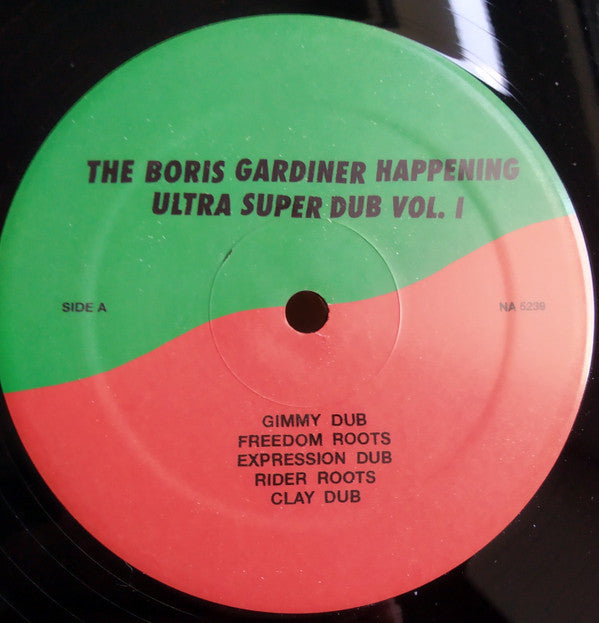 THE BORIS GARDINER HAPPENING
ULTRA SUPER DUB VOL. I
SIDE A
NA 5239
GIMMY DUB
FREEDOM ROOTS
EXPRESSION DUB
RIDER ROOTS
CLAY DUB